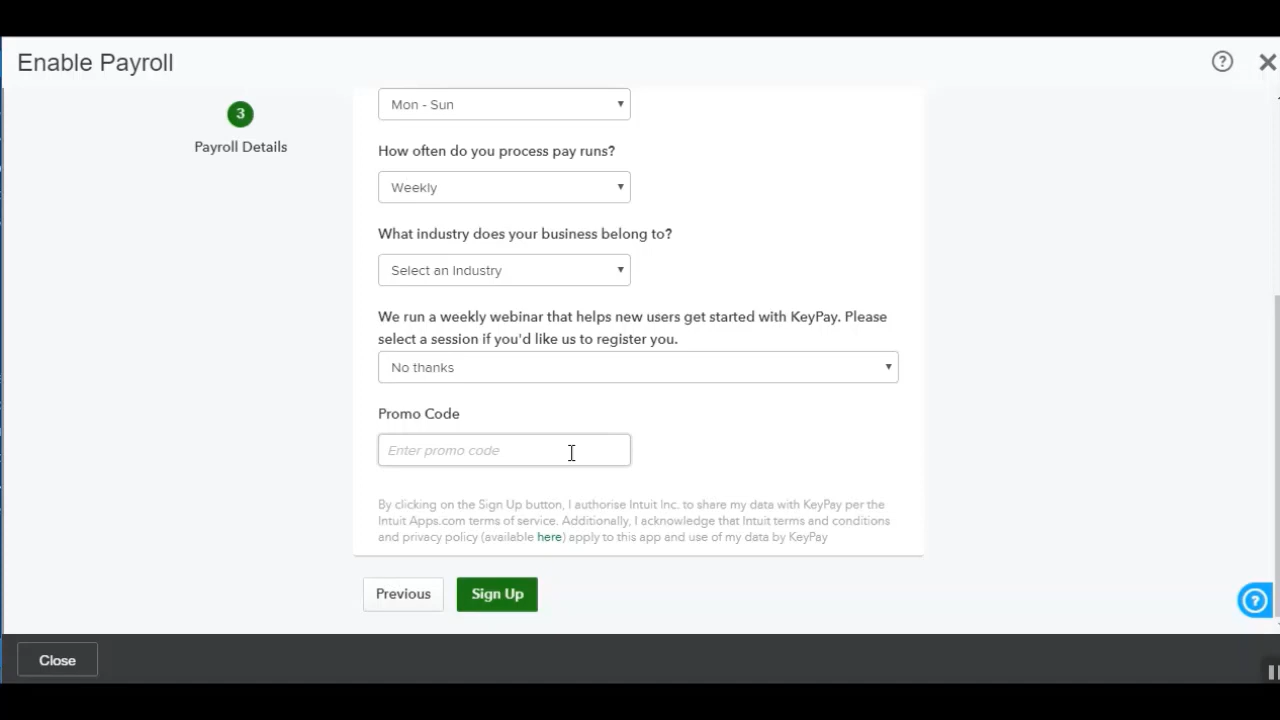 Enable Payroll
3
Payroll Details
Mon - Sun
How often do you process pay runs?
Weekly
What industry does your business belong to?
Select an Industry
We run a weekly webinar that helps new users get started with KeyPay. Please
select a session if you'd like us to register you.
No thanks
Promo Code
Enter promo code
By clicking on the Sign Up button, I authorise Intuit Inc. to share my data with KeyPay per the
Intuit Apps.com terms of service. Additionally, I acknowledge that Intuit terms and conditions
and privacy policy (available here) apply to this app and use of my data by KeyPay
Previous
Sign Up
Close